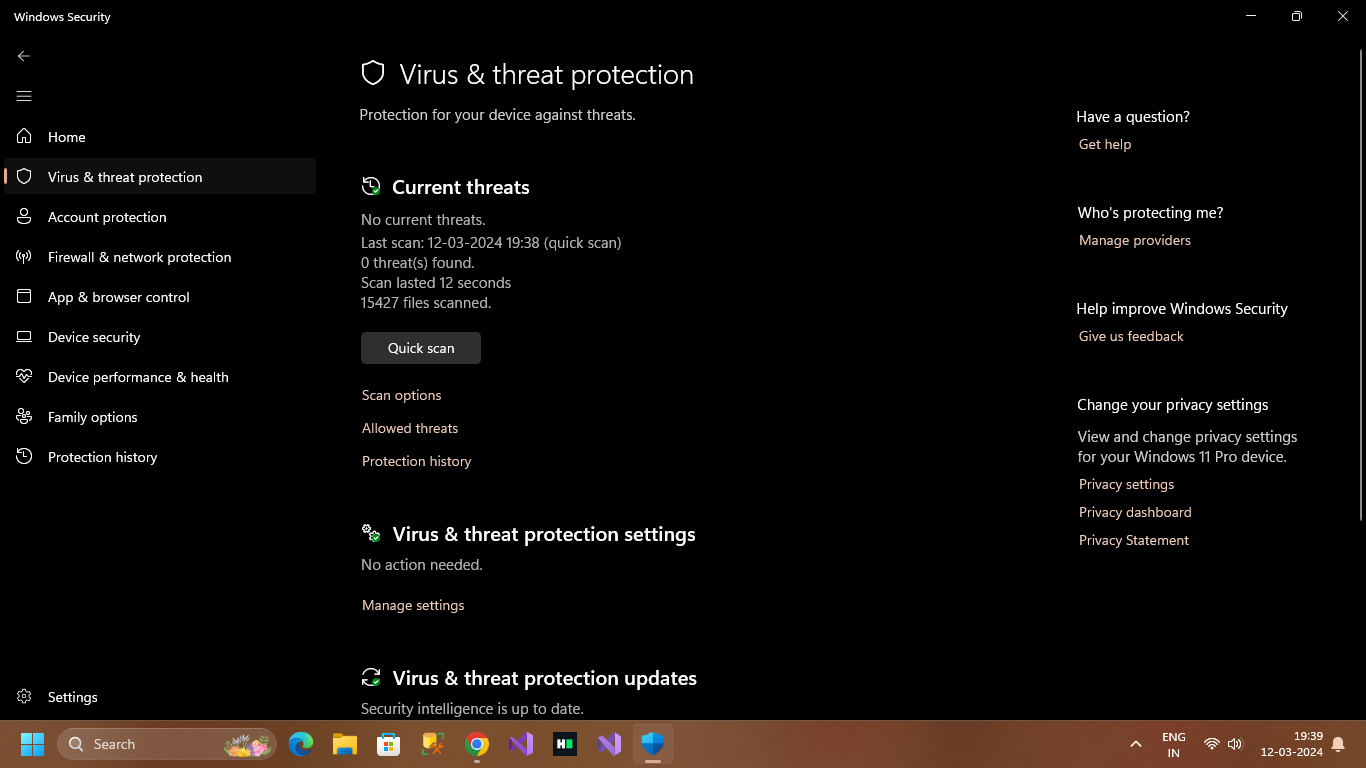 Windows Security
Home
Virus & threat protection
Account protection
Firewall & network protection
App & browser control
Device security
Device performance & health
Family options
Protection history
Settings
Virus & threat protection
Protection for your device against threats.
Current threats
No current threats.
Last scan: 12-03-2024 19:38 (quick scan)
0 threat(s) found.
Scan lasted 12 seconds
15427 files scanned.
Quick scan
Scan options
Allowed threats
Protection history
Virus & threat protection settings
No action needed.
Manage settings
Virus & threat protection updates
Security intelligence is up to date.
Have a question?
Get help
Who's protecting me?
Manage providers
Help improve Windows Security
Give us feedback
Change your privacy settings
View and change privacy settings
for your Windows 11 Pro device.
Privacy settings
Privacy dashboard
Privacy Statement
Search
H
ENG
IN
19:39
12-03-2024